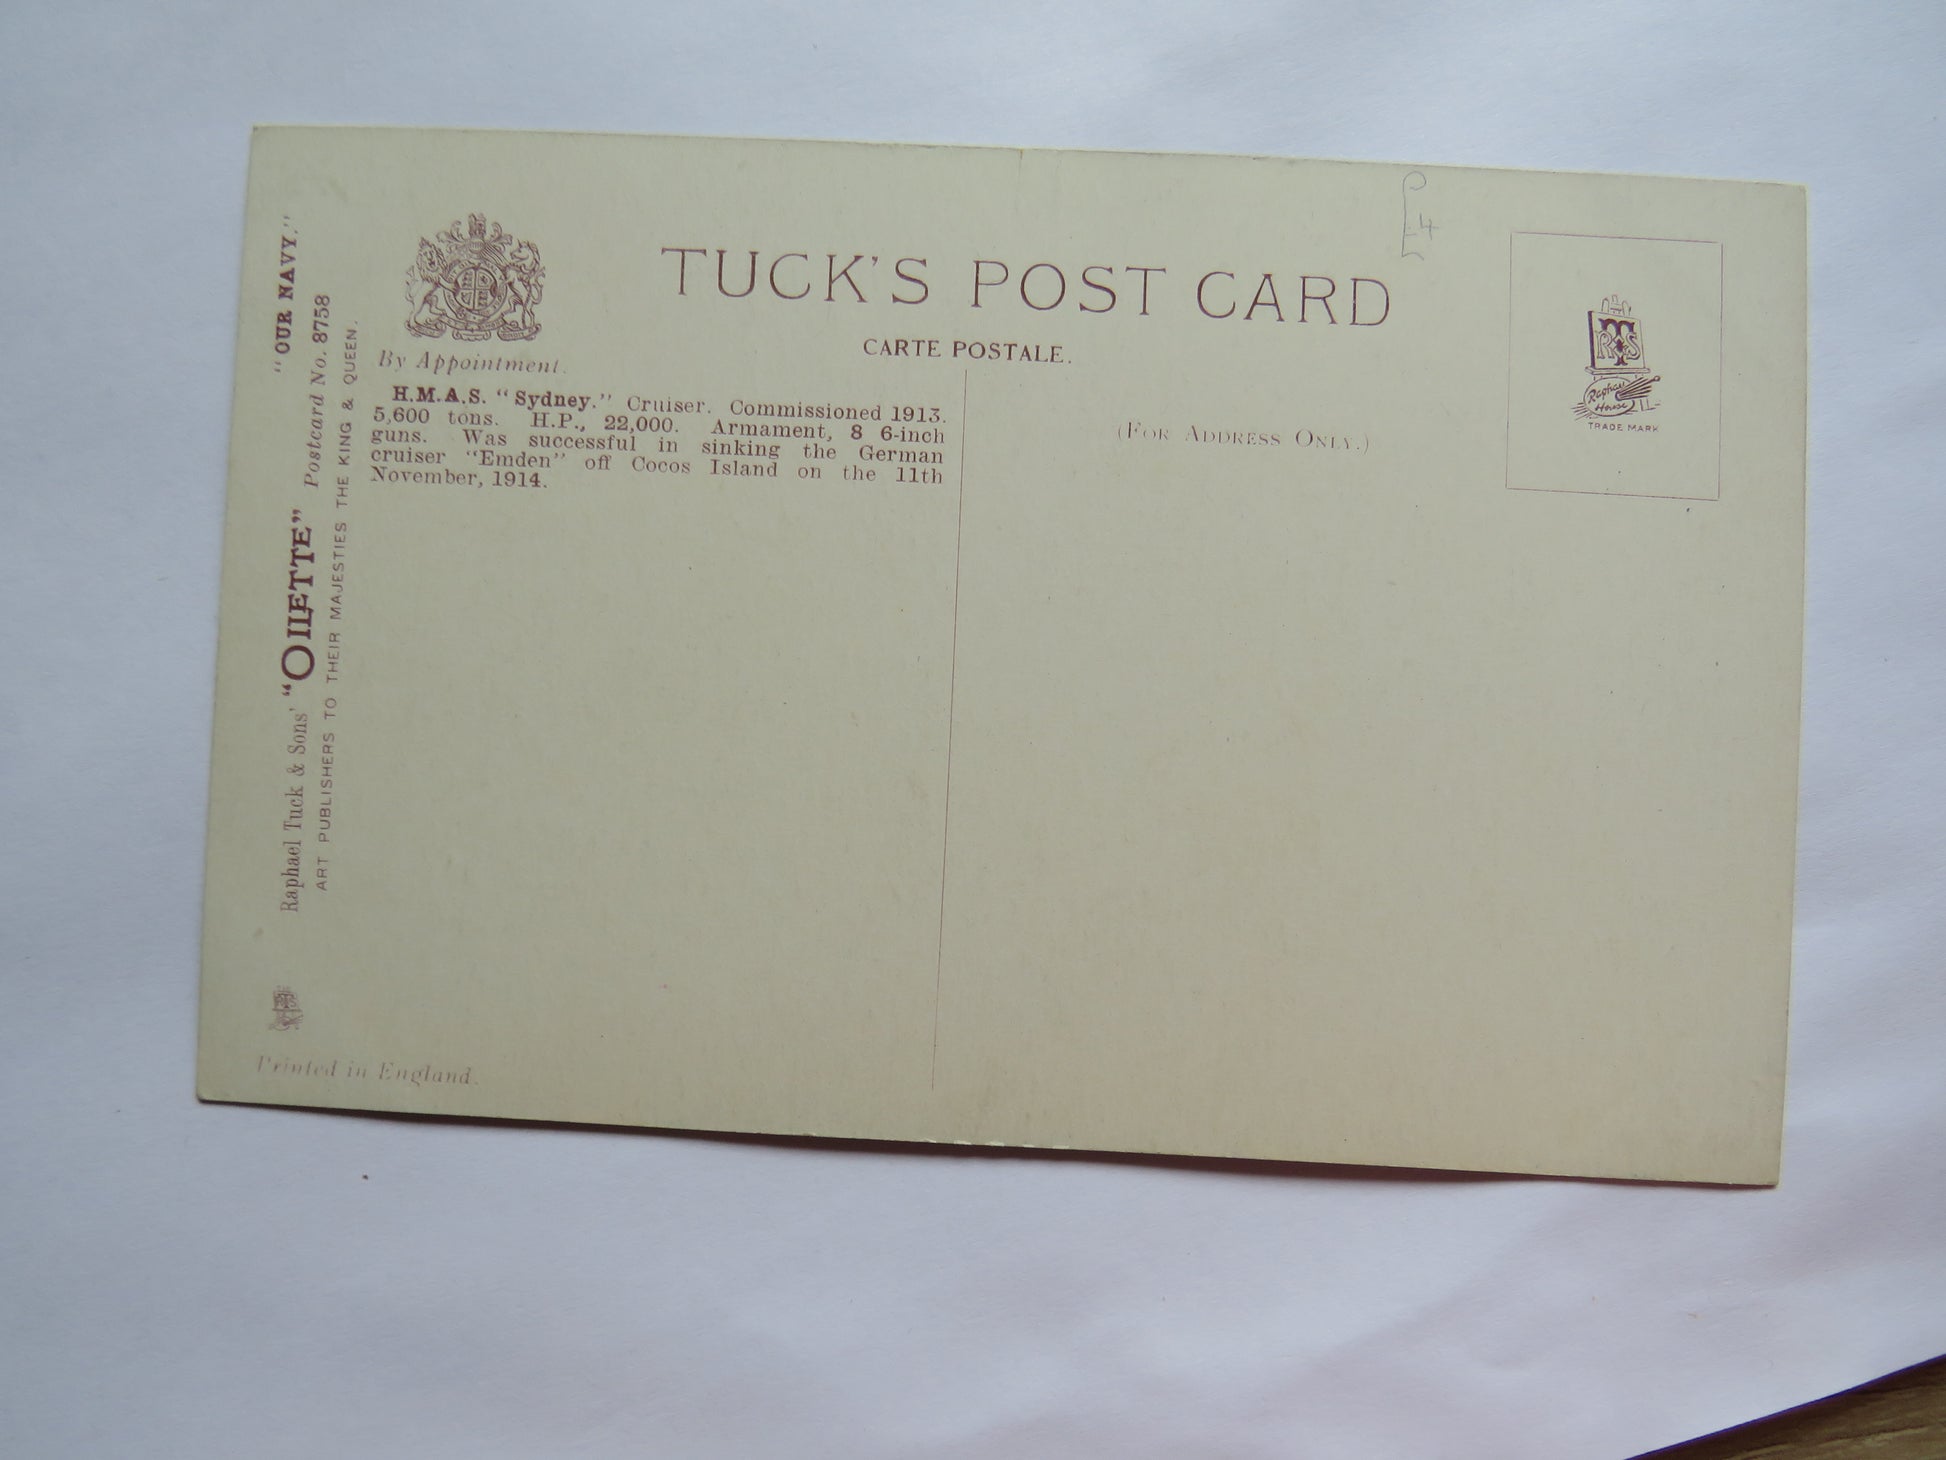 TUCK'S POST CARD
CARTE POSTALE.
£4
By Appointment.
H.M.A.S. "Sydney." Cruiser. Commissioned 1913.
5,600 tons. H.P., 22,000. Armament, 8 6-inch
guns. Was successful in sinking the German
cruiser "Emden" off Cocos Island on the 11th
November, 1914.
(FOR ADDRESS ONLY.)
RTS
Raphael
House
TRADE MARK
Raphael Tuck & Sons' "OILETTE" Postcard No. 8758 "OUR NAVY."
ART PUBLISHERS TO THEIR MAJESTIES THE KING & QUEEN.
Printed in England.